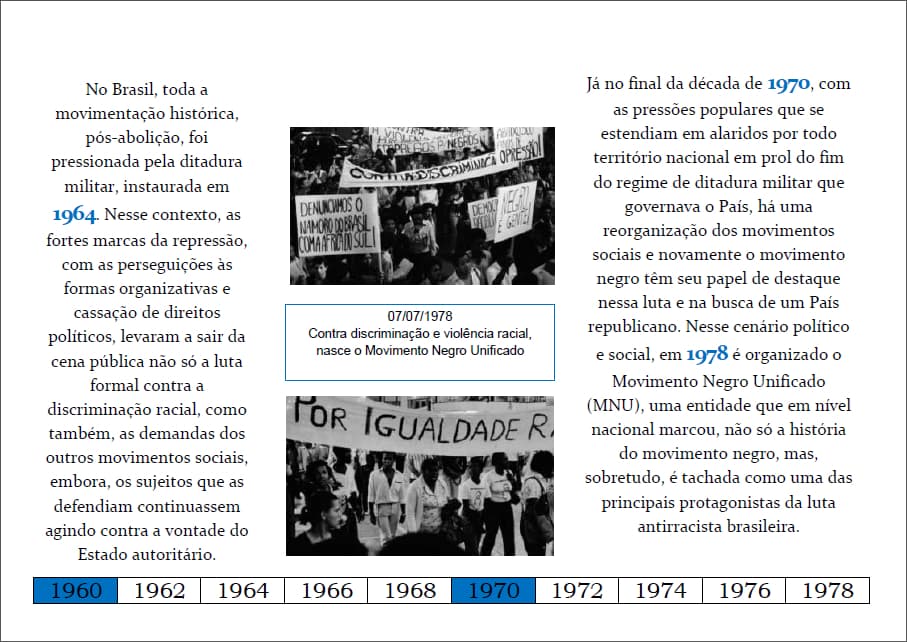 No Brasil, toda a
movimentação histórica,
pós-abolição, foi
pressionada pela ditadura
militar, instaurada em
1964. Nesse contexto, as
fortes marcas da repressão,
com as perseguições às
formas organizativas e
cassação de direitos
políticos, levaram a sair da
cena pública não só a luta
formal contra a
discriminação racial, como
também, as demandas dos
outros movimentos sociais,
embora, os sujeitos que as
defendiam continuassem
agindo contra a vontade do
Estado autoritário.
CONTRA DISCRIMINAÇÃO
OPRESSÃO!
DENUNCIAMOS O
NAMORO DO BRASIL
COM A ÁFRICA DO SUL!
NEGRO
É GENTE!
07/07/1978
Contra discriminação e violência racial,
nasce o Movimento Negro Unificado
POR IGUALDADE RA
Já no final da década de 1970, com
as pressões populares que se
estendiam em alaridos por todo
território nacional em prol do fim
do regime de ditadura militar que
governava o País, há uma
reorganização dos movimentos
sociais e novamente o movimento
negro têm seu papel de destaque
nessa luta e na busca de um País
republicano. Nesse cenário político
e social, em 1978 é organizado o
Movimento Negro Unificado
(MNU), uma entidade que em nível
nacional marcou, não só a história
do movimento negro, mas,
sobretudo, é tachada como uma das
principais protagonistas da luta
antirracista brasileira.
1960 1962 1964 1966 1968 1970 1972 1974 1976 1978